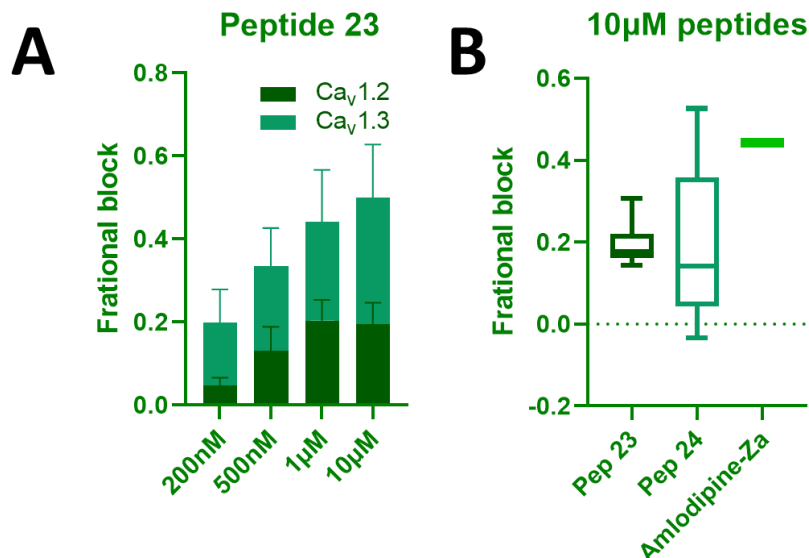 A
Peptide 23
Frational block
0.8
0.6
0.4
0.2
0.0
Cav1.2
Cav1.3
200nM
500nM
1µM
10µM
B
10µM peptides
Frational block
0.6
0.4
0.2
0.0
-0.2
Pep 23
Pep 24
Amlodipine-Za